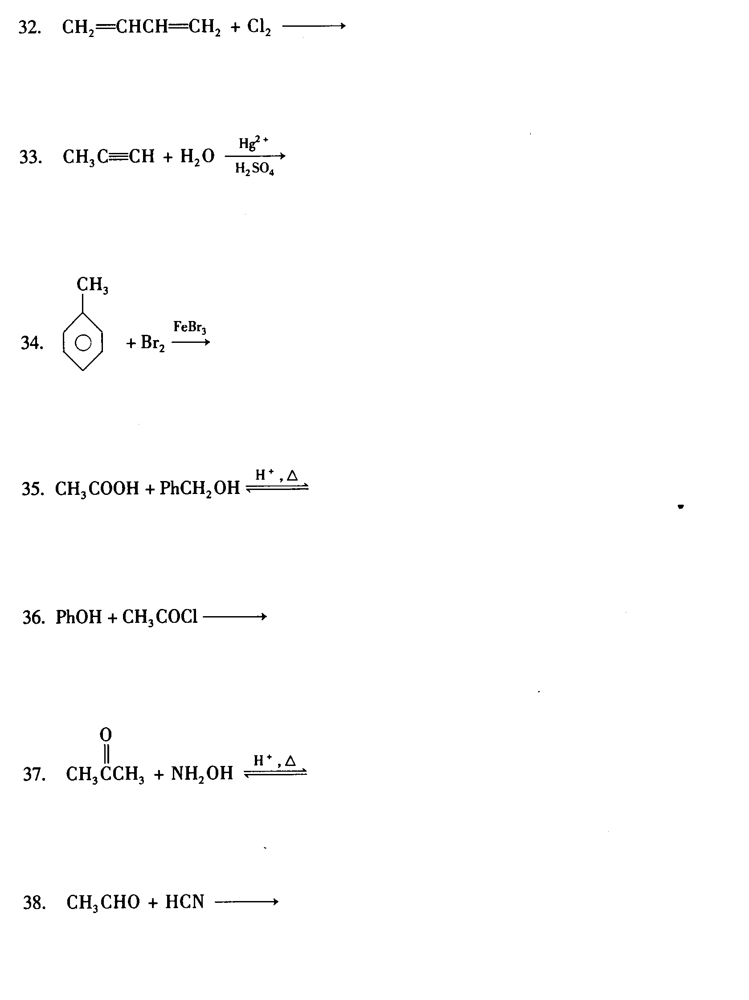 32. CH₂=CHCH=CH₂ + Cl₂ ⟶
Hg²⁺
33. CH₃C≡CH + H₂O ⟶
H₂SO₄
CH₃
FeBr₃
34. + Br₂ ⟶
H⁺, △
35. CH₃COOH + PhCH₂OH ⇌
36. PhOH + CH₃COCl ⟶
O
H⁺, △
37. CH₃CCH₃ + NH₂OH ⇌
38. CH₃CHO + HCN ⟶